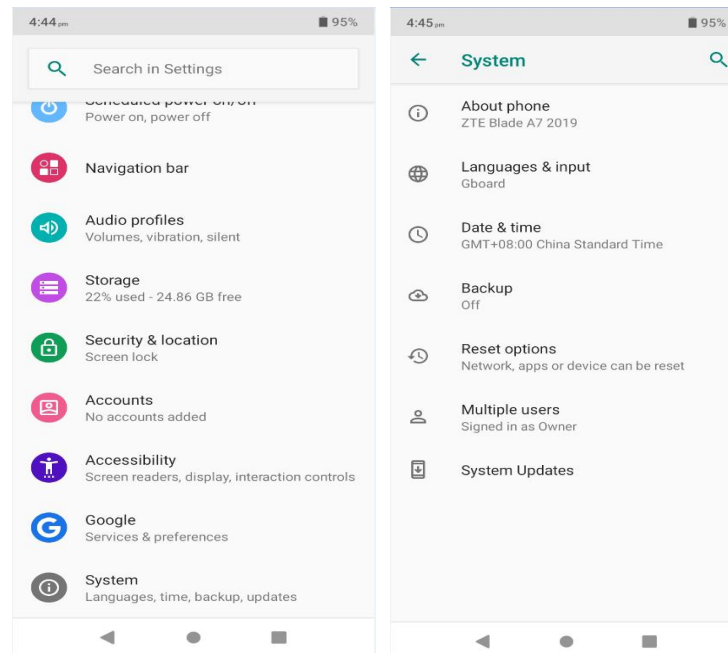 4:44 pm
95%
Search in Settings
Scheduled power on/off
Power on, power off
Navigation bar
Audio profiles
Volumes, vibration, silent
Storage
22% used - 24.86 GB free
Security & location
Screen lock
Accounts
No accounts added
Accessibility
Screen readers, display, interaction controls
Google
Services & preferences
System
Languages, time, backup, updates
4:45 pm
95%
System
About phone
ZTE Blade A7 2019
Languages & input
Gboard
Date & time
GMT+08:00 China Standard Time
Backup
Off
Reset options
Network, apps or device can be reset
Multiple users
Signed in as Owner
System Updates